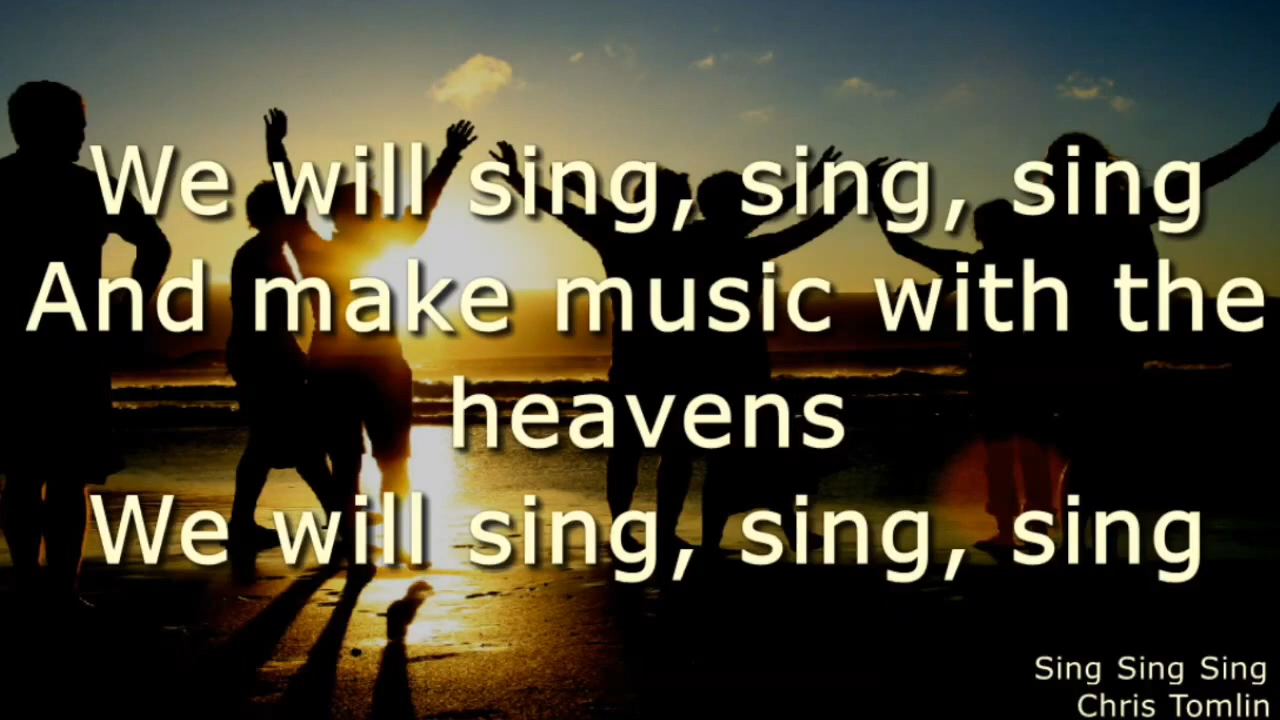 We will sing, sing, sing
And make music with the
heavens
We will sing, sing, sing
Sing Sing Sing
Chris Tomlin